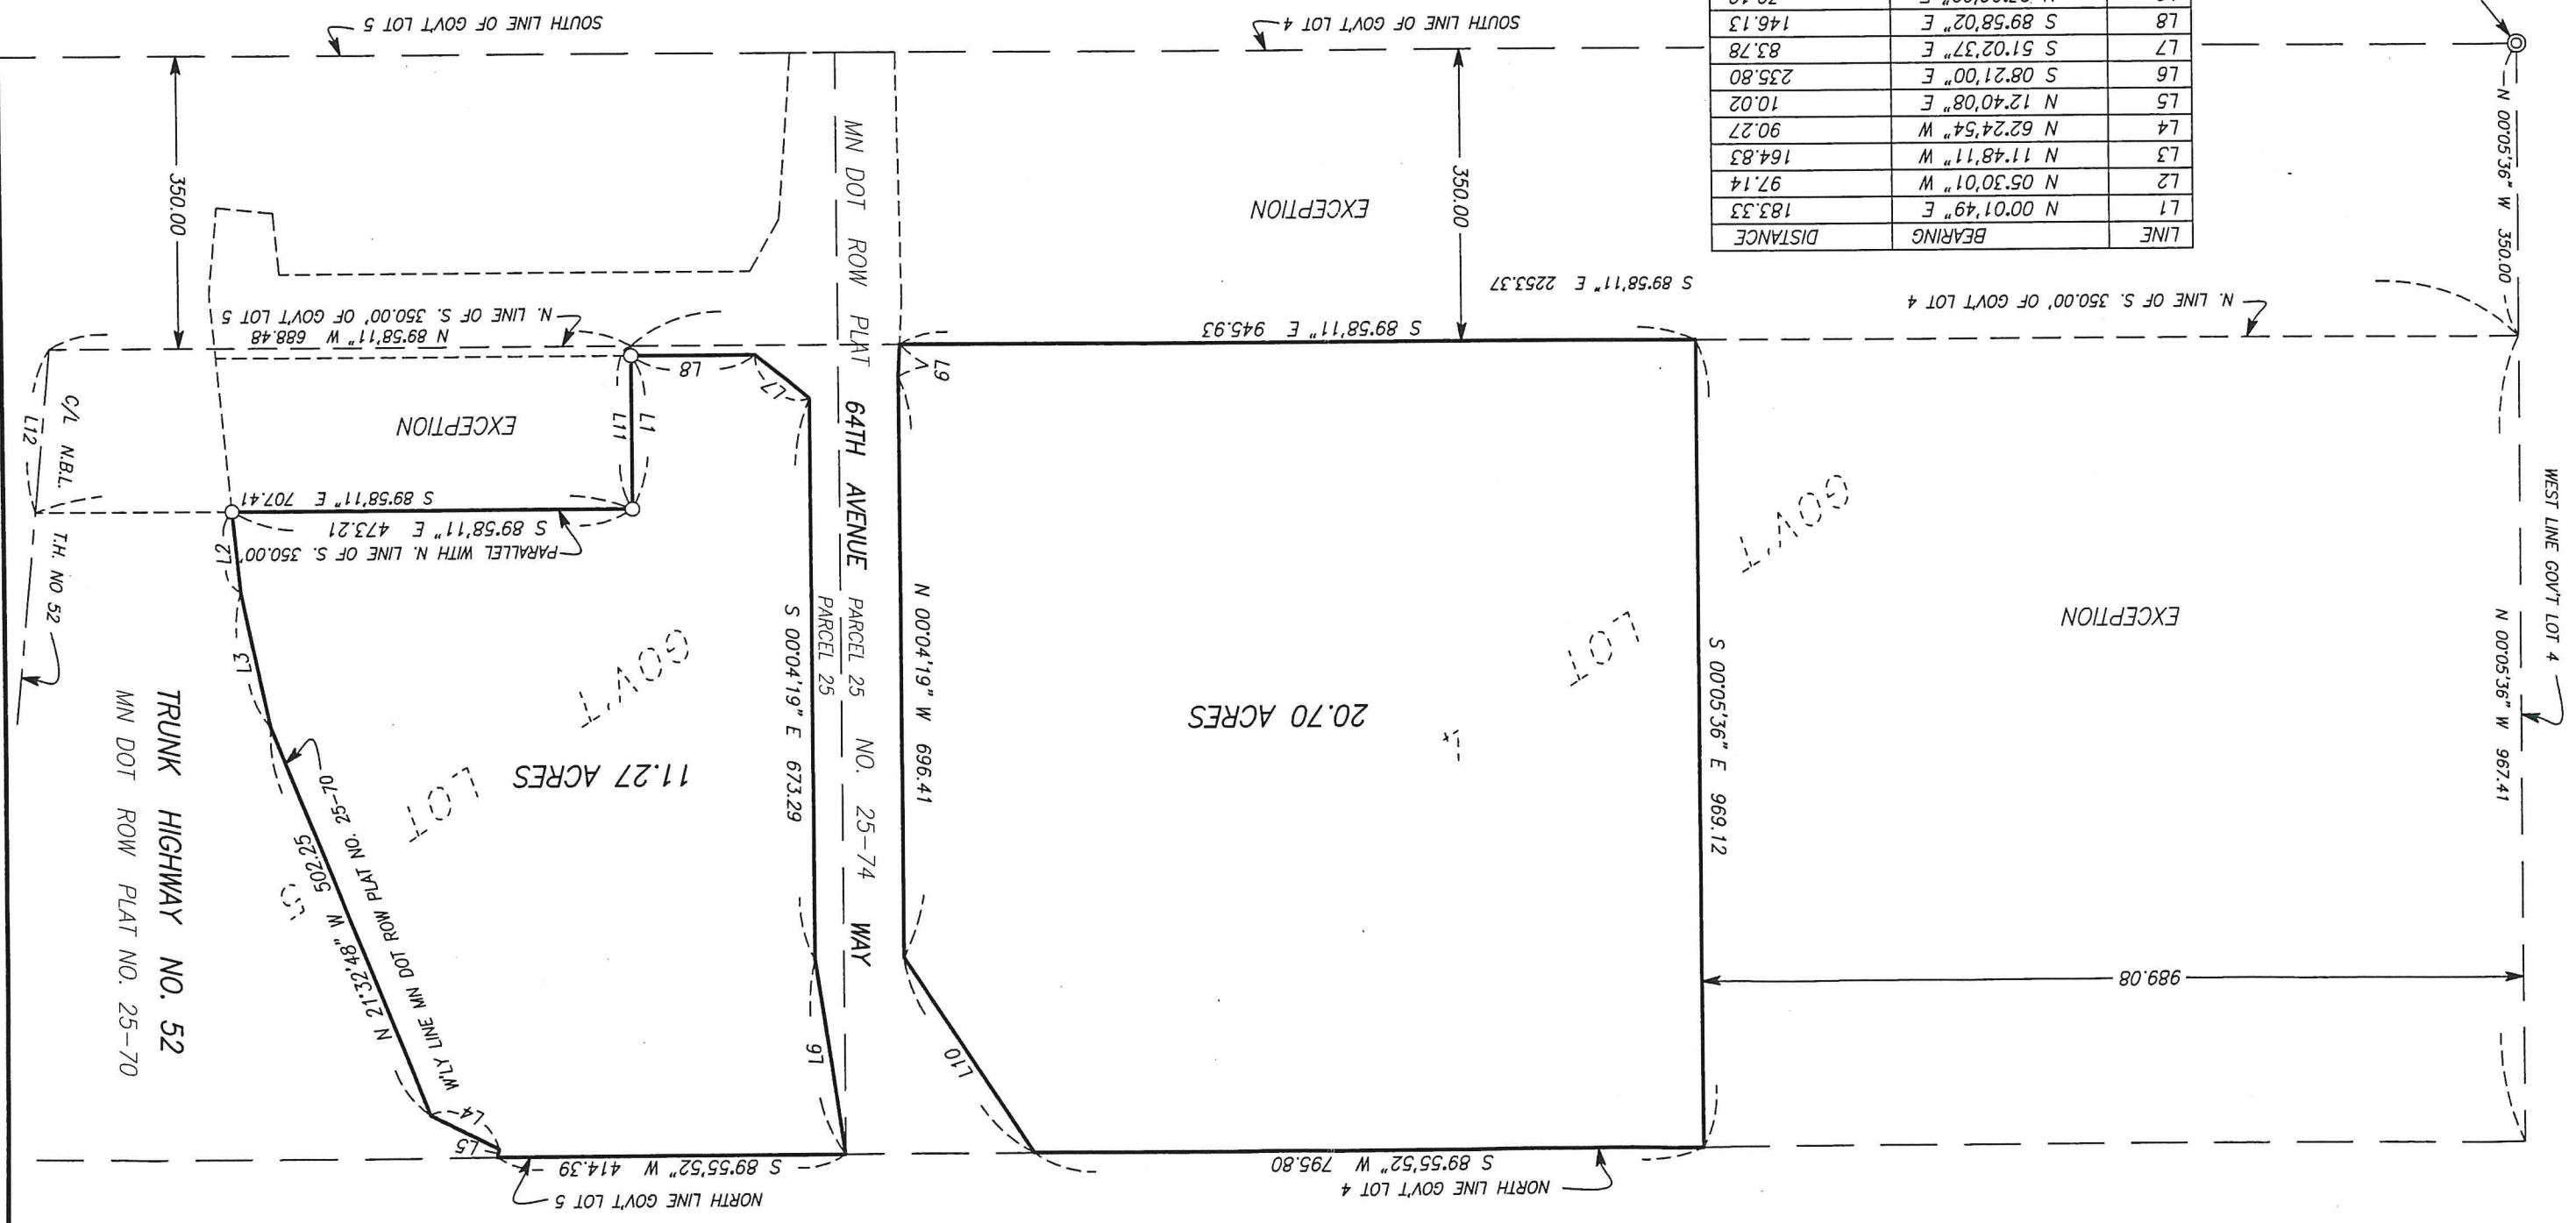 NORTH LINE GOV'T LOT 4
S 89°55'52" W 795.80
NORTH LINE GOV'T LOT 5
S 89°55'52" W 414.39
989.08
L10
L6
L5
L4
N 21°32'48" W 502.25
W'LY LINE MN DOT ROW PLAT NO. 25-70
WEST LINE GOV'T LOT 4
N 00°05'36" W 967.41
EXCEPTION
S 00°05'36" E 969.12
GOV'T
LOT
4
20.70 ACRES
N 00°04'19" W 696.41
MN DOT ROW PLAT NO. 25-74
64TH AVENUE WAY
PARCEL 25
PARCEL 25
S 00°04'19" E 673.29
11.27 ACRES
GOV'T
LOT
5
TRUNK HIGHWAY NO. 52
MN DOT ROW PLAT NO. 25-70
L3
L2
PARALLEL WITH N. LINE OF S. 350.00'
S 89°58'11" E 473.21
S 89°58'11" E 707.41
T.H. NO 52
C/L N.B.L.
L12
L1
L11
EXCEPTION
L7
L8
L9
N. LINE OF S. 350.00' OF GOV'T LOT 4
S 89°58'11" E 945.93
S 89°58'11" E 2253.37
N 89°58'11" W 688.48
N. LINE OF S. 350.00' OF GOV'T LOT 5
N 00°05'36" W 350.00
LINE BEARING DISTANCE
L1 N 00°01'49" E 183.33
L2 N 05°30'01" W 97.14
L3 N 11°48'11" W 164.83
L4 N 62°24'54" W 90.27
L5 N 12°40'08" E 10.02
L6 S 08°21'00" E 235.80
L7 S 51°02'37" E 83.78
L8 S 89°58'02" E 146.13
350.00
EXCEPTION
350.00
SOUTH LINE OF GOV'T LOT 4
SOUTH LINE OF GOV'T LOT 5